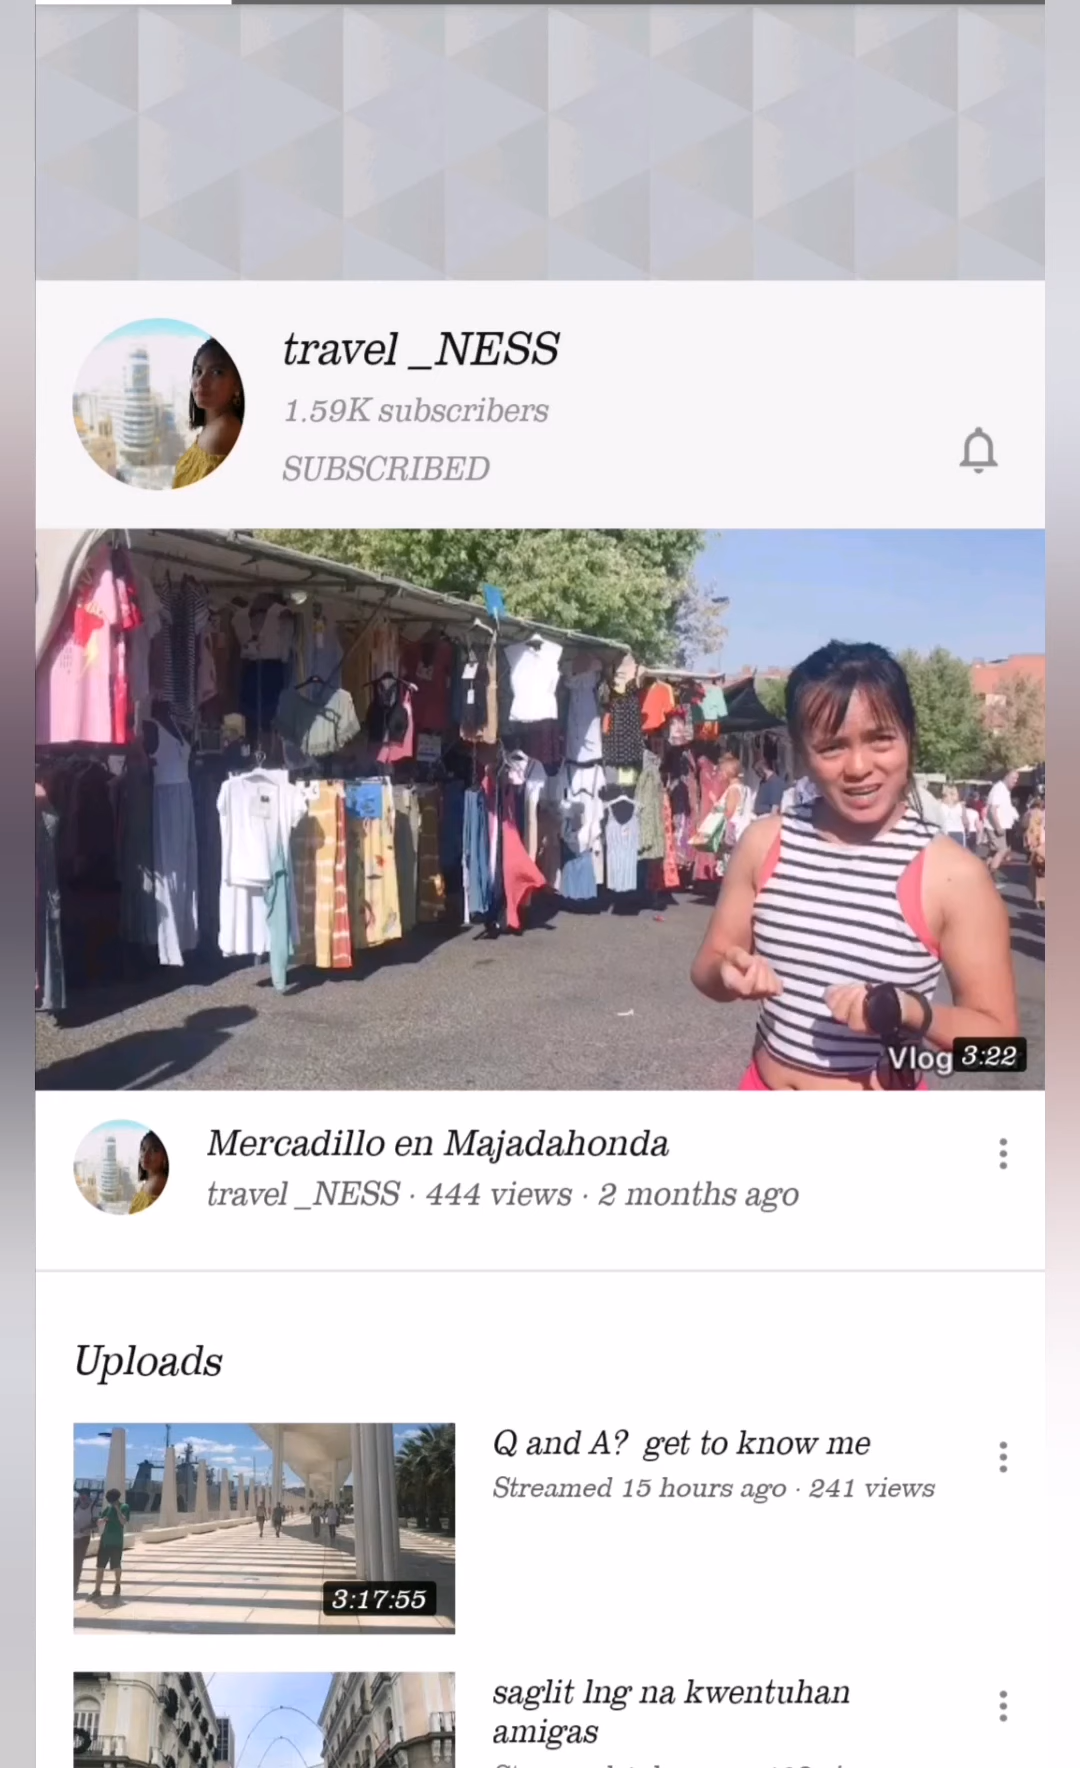 travel _NESS
1.59K subscribers
SUBSCRIBED
Vlog 3:22
Mercadillo en Majadahonda
travel _NESS · 444 views · 2 months ago
Uploads
Q and A?  get to know me
Streamed 15 hours ago · 241 views
3:17:55
saglit lng na kwentuhan
amigas